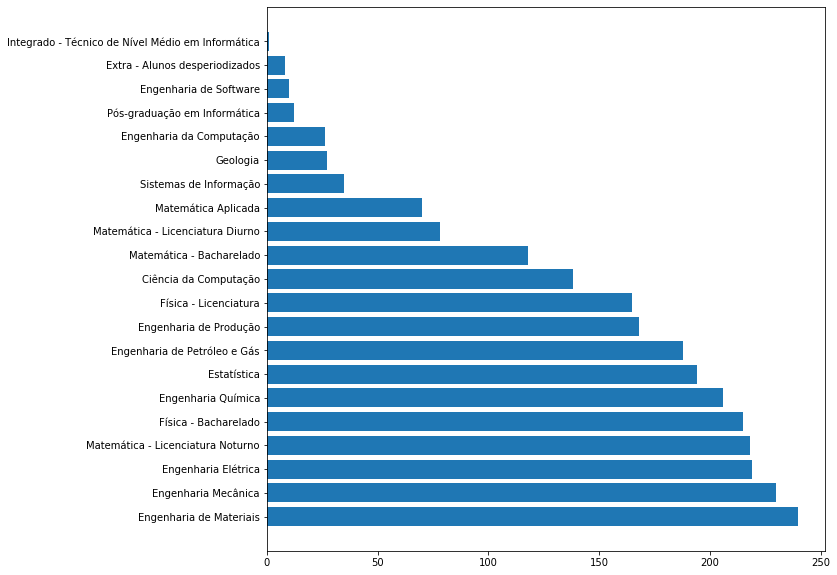 Integrado - Técnico de Nível Médio em Informática
Extra - Alunos desperiodizados
Engenharia de Software
Pós-graduação em Informática
Engenharia da Computação
Geologia
Sistemas de Informação
Matemática Aplicada
Matemática - Licenciatura Diurno
Matemática - Bacharelado
Ciência da Computação
Física - Licenciatura
Engenharia de Produção
Engenharia de Petróleo e Gás
Estatística
Engenharia Química
Física - Bacharelado
Matemática - Licenciatura Noturno
Engenharia Elétrica
Engenharia Mecânica
Engenharia de Materiais
0 50 100 150 200 250